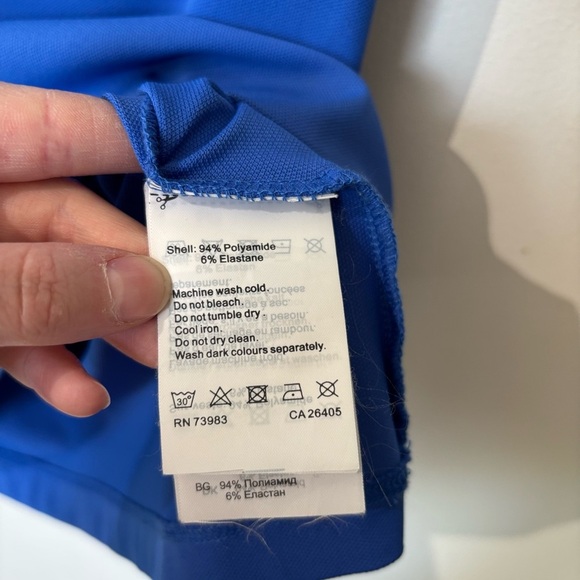 Shell: 94% Polyamide
6% Elastane
Machine wash cold.
Do not bleach.
Do not tumble dry.
Cool iron.
Do not dry clean.
Wash dark colours separately.
30°
RN 73983 CA 26405
BG 94% Полиамид
6% Еластан